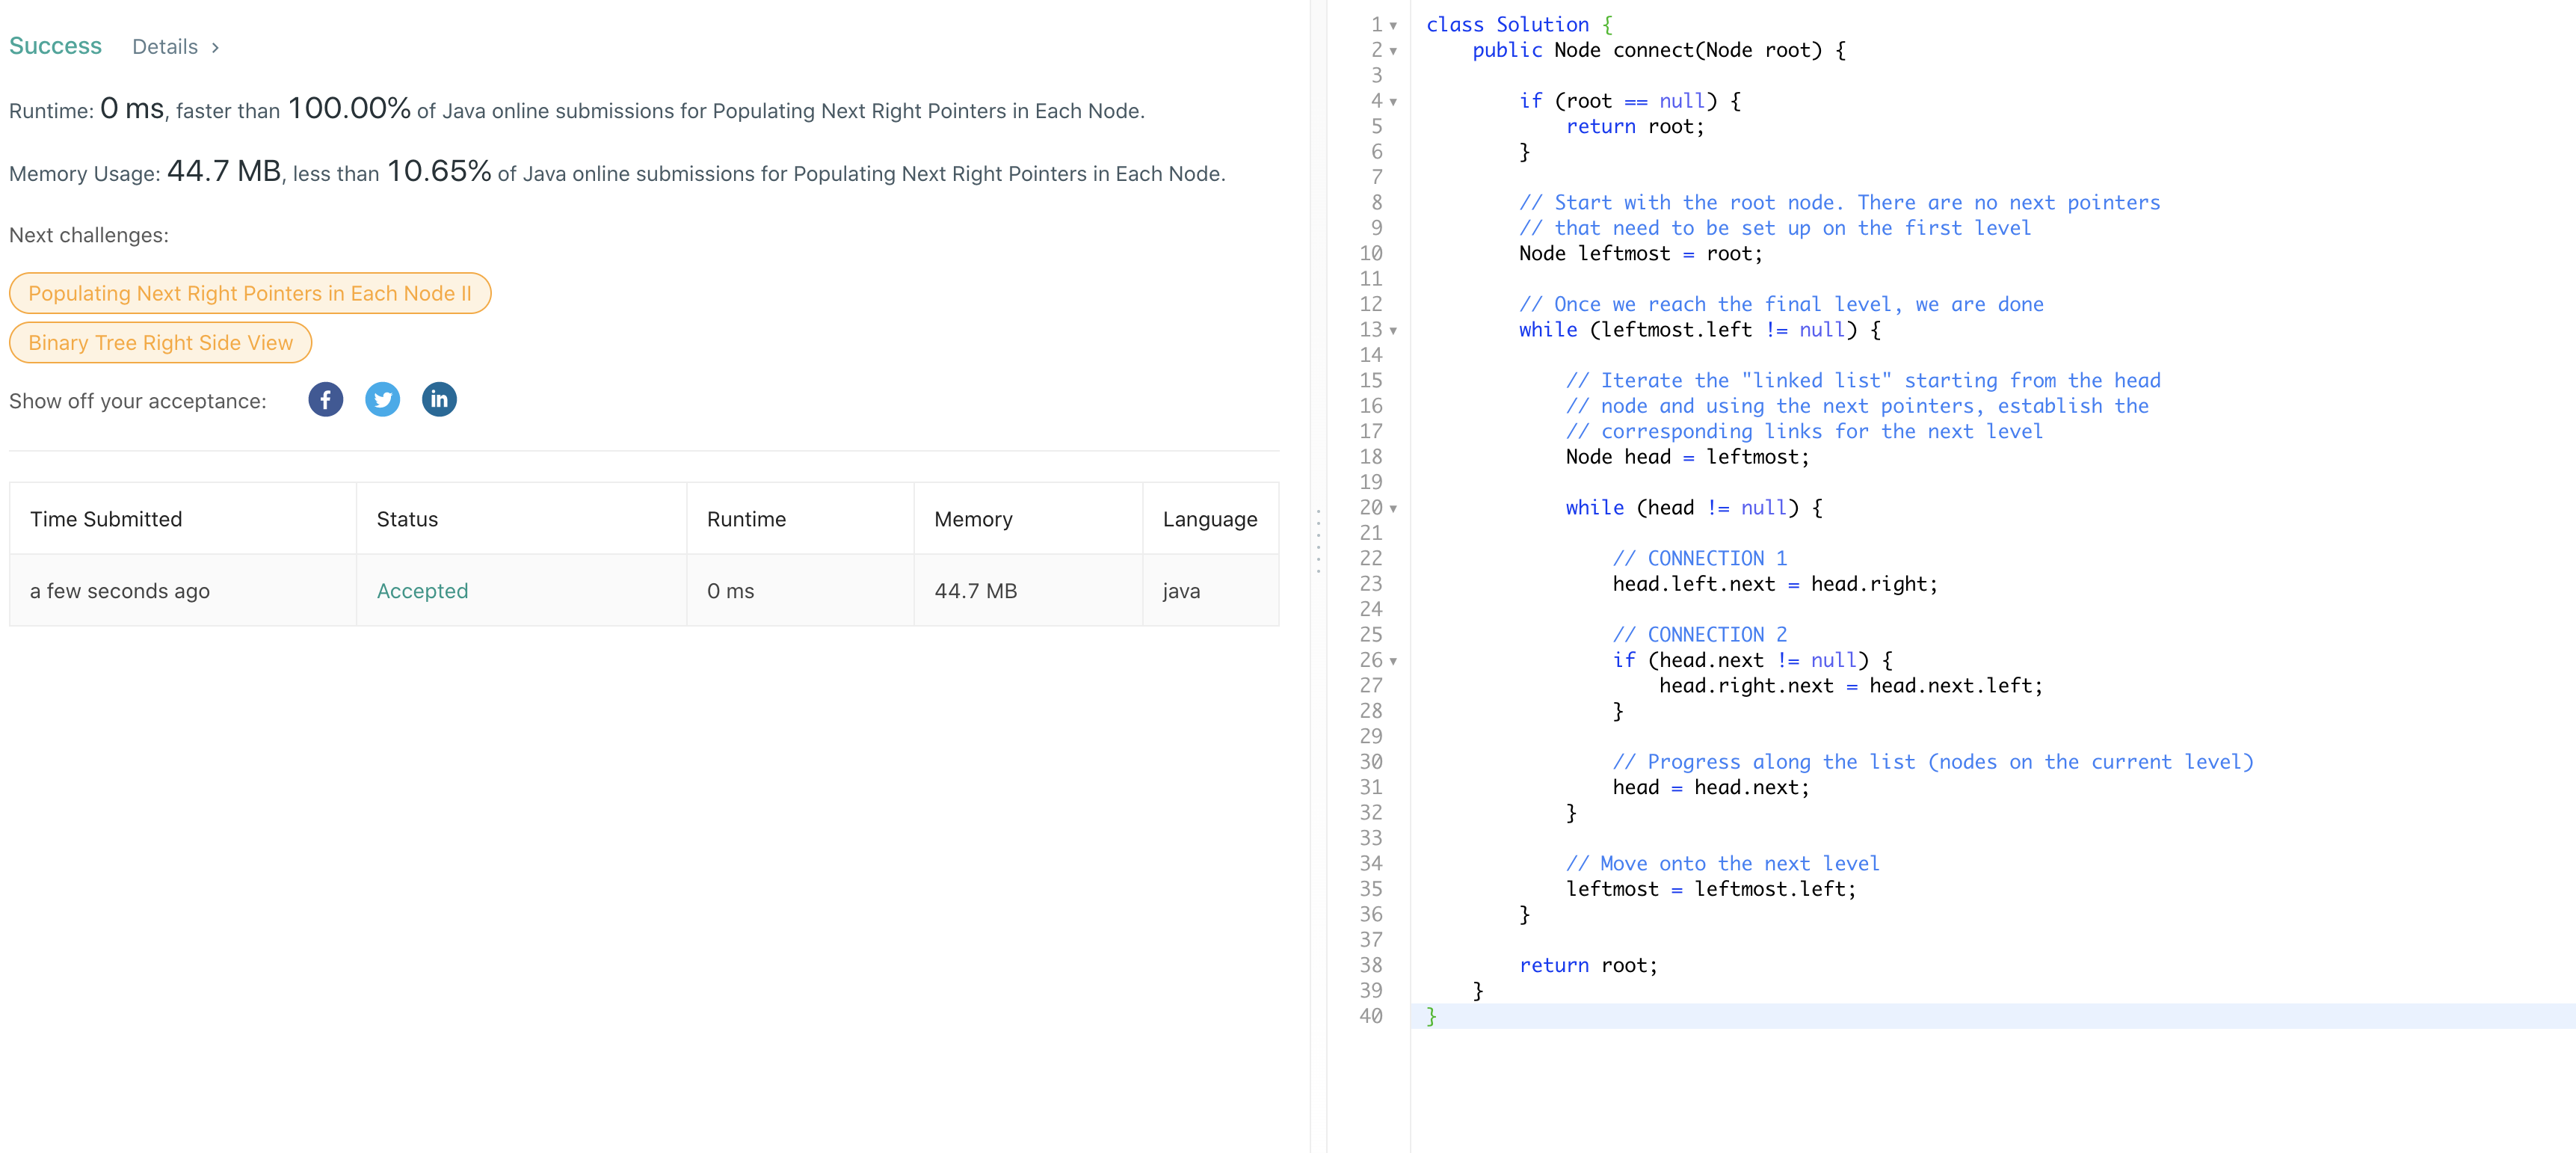 Success Details >
Runtime: 0 ms, faster than 100.00% of Java online submissions for Populating Next Right Pointers in Each Node.
Memory Usage: 44.7 MB, less than 10.65% of Java online submissions for Populating Next Right Pointers in Each Node.
Next challenges:
Populating Next Right Pointers in Each Node II
Binary Tree Right Side View
Show off your acceptance: f in
Time Submitted Status Runtime Memory Language
a few seconds ago Accepted 0 ms 44.7 MB java
1 class Solution {
2     public Node connect(Node root) {
3
4         if (root == null) {
5             return root;
6         }
7
8         // Start with the root node. There are no next pointers
9         // that need to be set up on the first level
10         Node leftmost = root;
11
12         // Once we reach the final level, we are done
13         while (leftmost.left != null) {
14
15             // Iterate the "linked list" starting from the head
16             // node and using the next pointers, establish the
17             // corresponding links for the next level
18             Node head = leftmost;
19
20             while (head != null) {
21
22                 // CONNECTION 1
23                 head.left.next = head.right;
24
25                 // CONNECTION 2
26                 if (head.next != null) {
27                     head.right.next = head.next.left;
28                 }
29
30                 // Progress along the list (nodes on the current level)
31                 head = head.next;
32             }
33
34             // Move onto the next level
35             leftmost = leftmost.left;
36         }
37
38         return root;
39     }
40 }